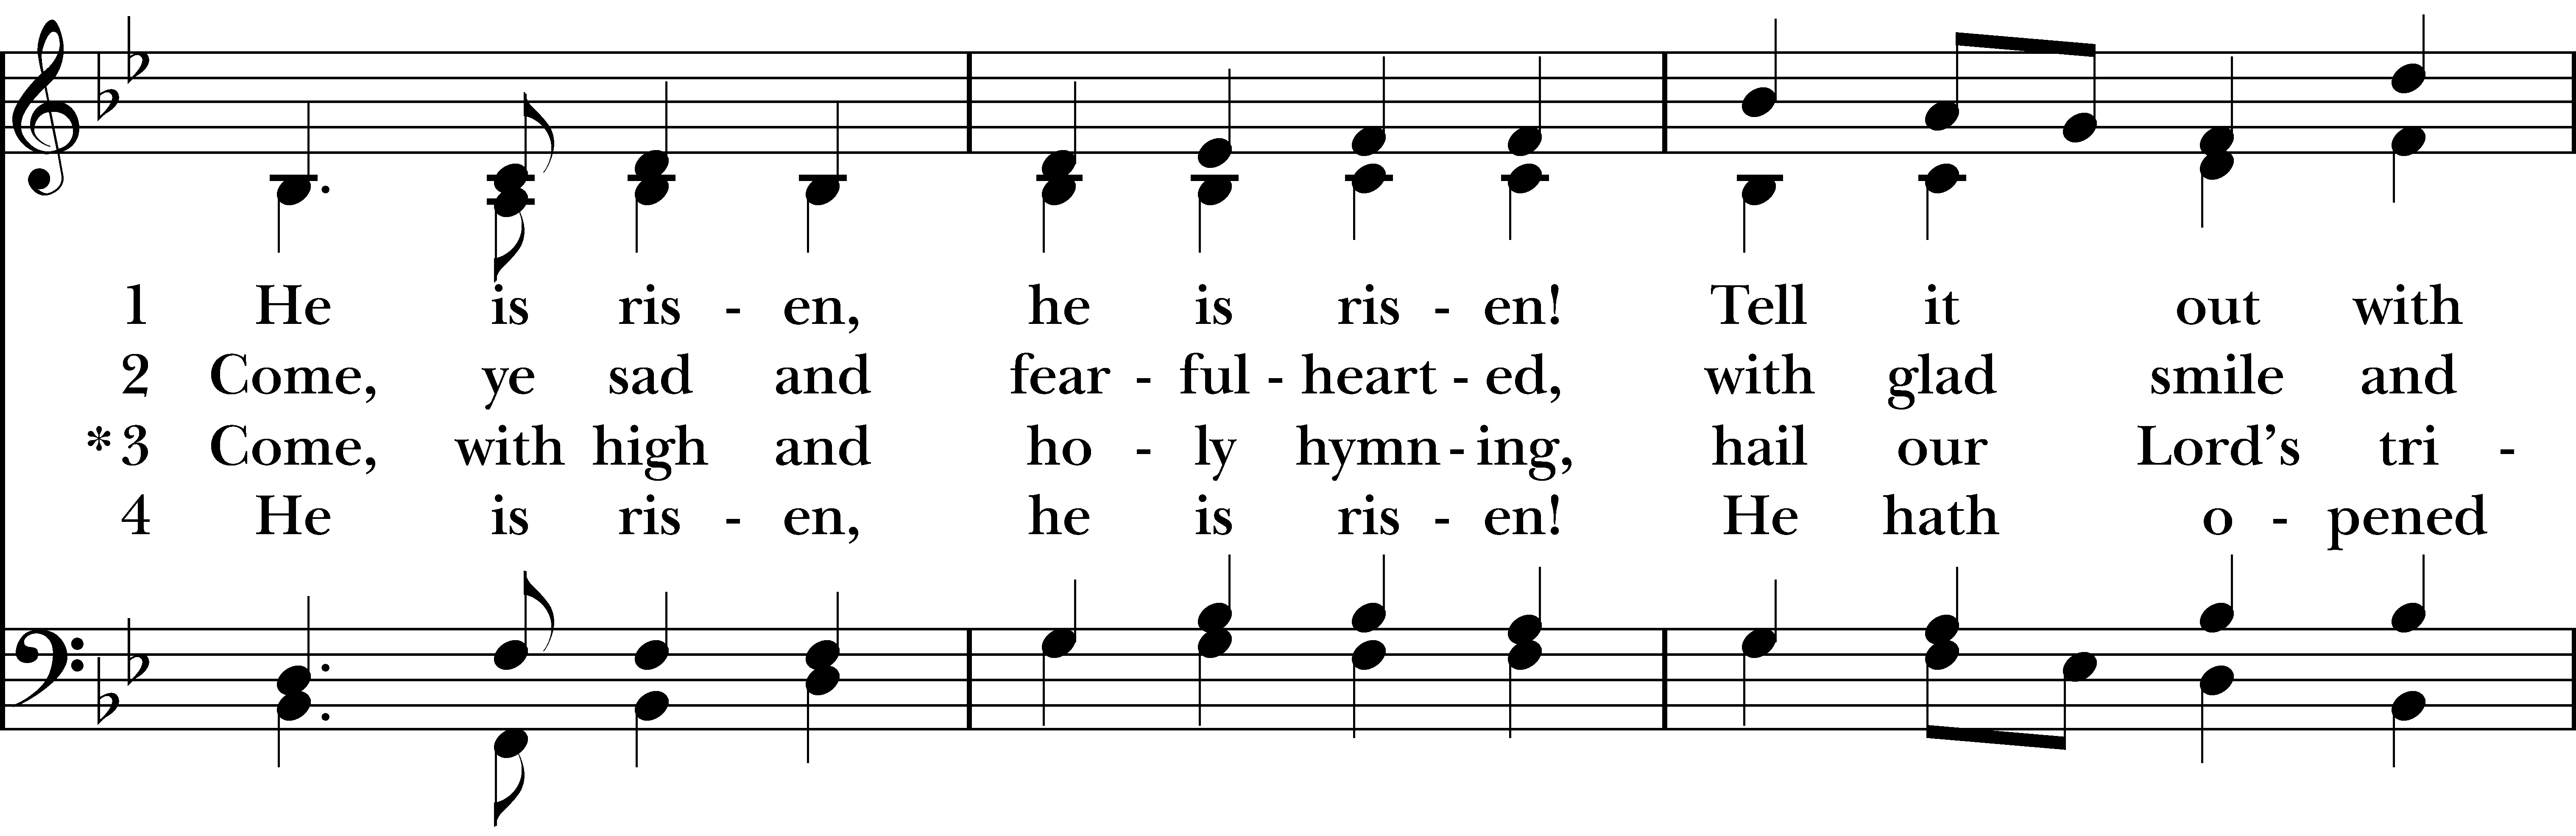 1 He is ris - en, he is ris - en! Tell it out with
2 Come, ye sad and fear - ful - heart - ed, with glad smile and
*3 Come, with high and ho - ly hymn - ing, hail our Lord’s tri -
4 He is ris - en, he is ris - en! He hath o - pened